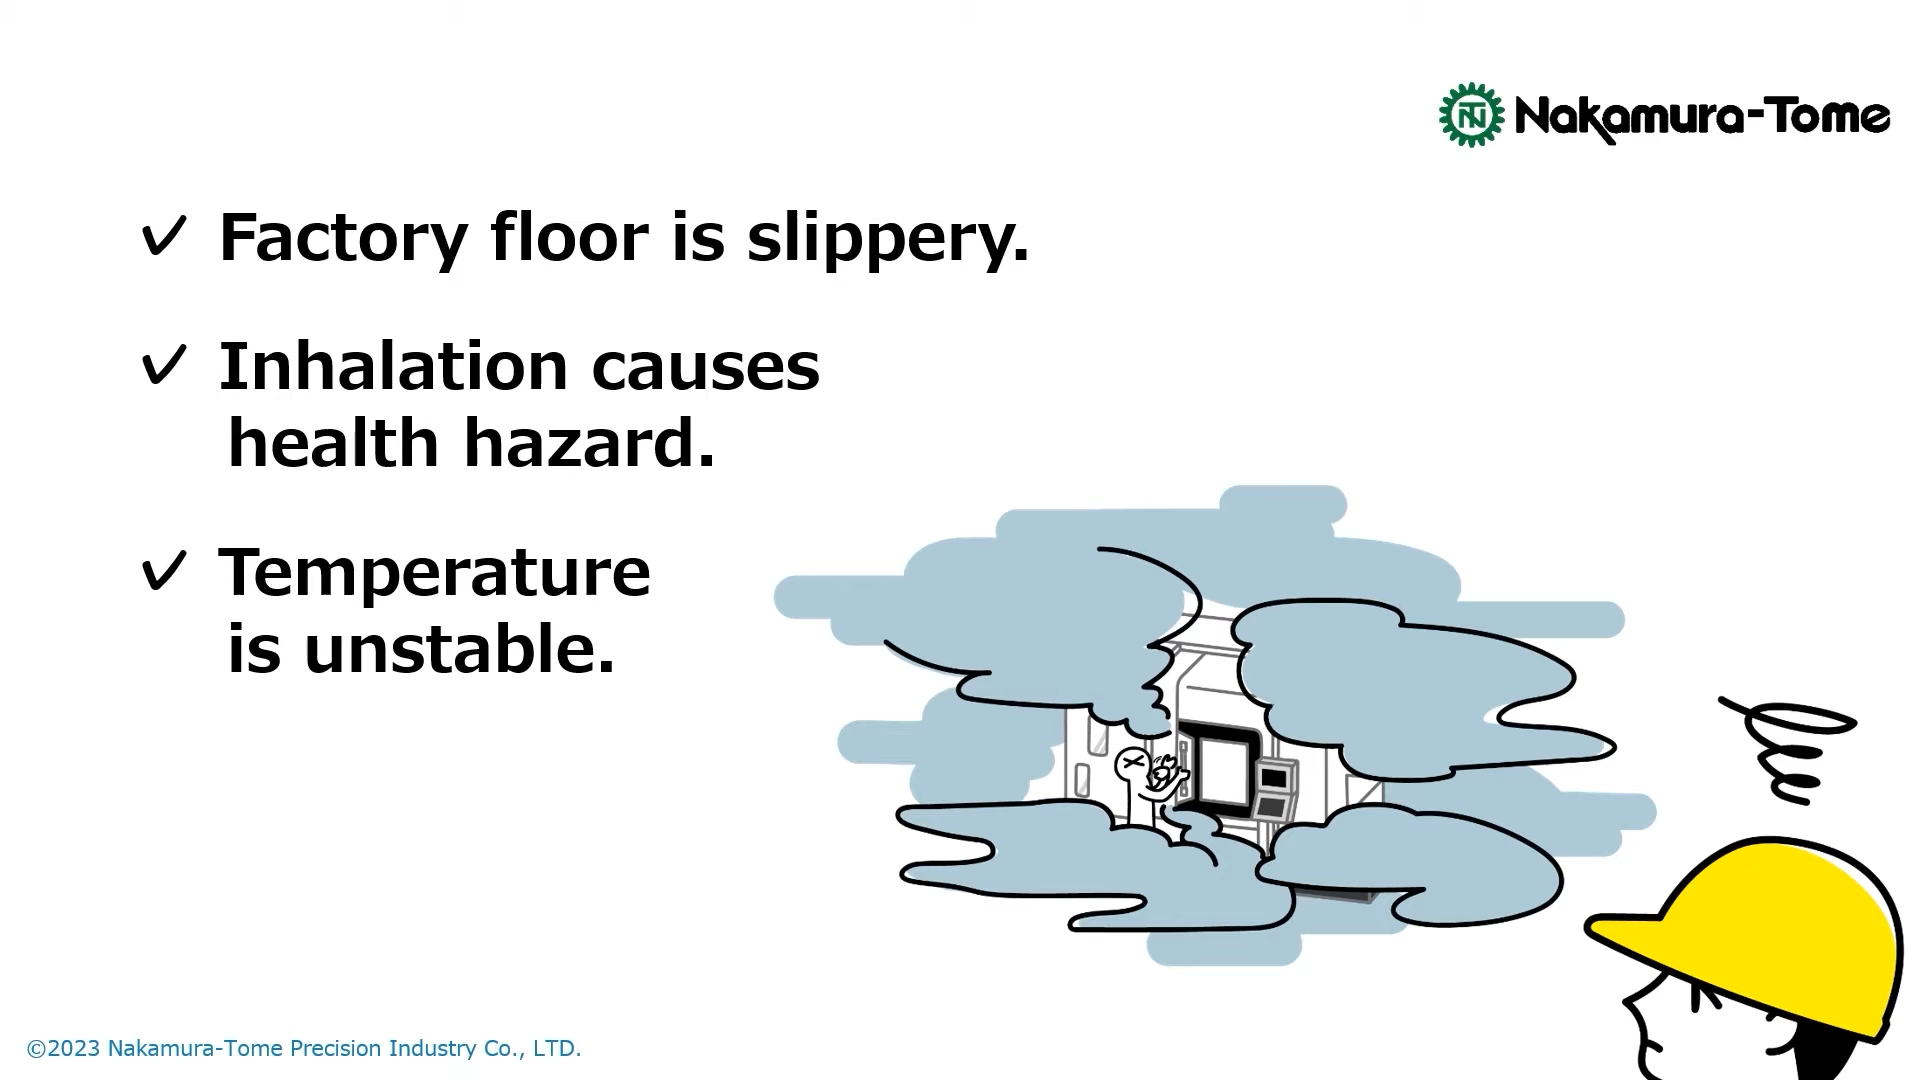 Nakamura-Tome
✓ Factory floor is slippery.
✓ Inhalation causes
health hazard.
✓ Temperature
is unstable.
©2023 Nakamura-Tome Precision Industry Co., LTD.